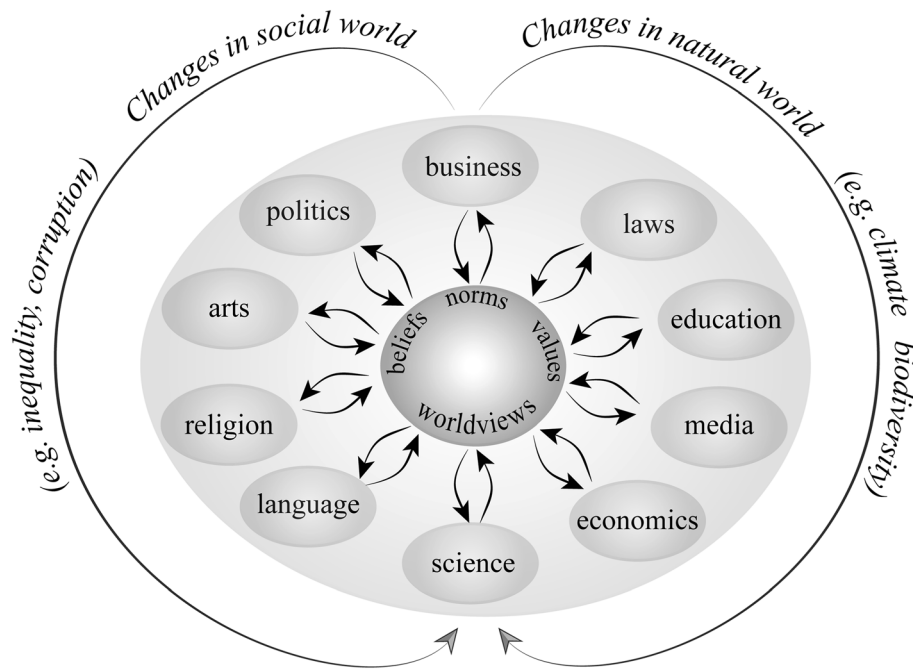 Changes in social world
(e.g. inequality, corruption)
Changes in natural world
(e.g. climate biodiversity)
business
politics
laws
arts
education
religion
media
language
economics
science
norms
beliefs
values
worldviews